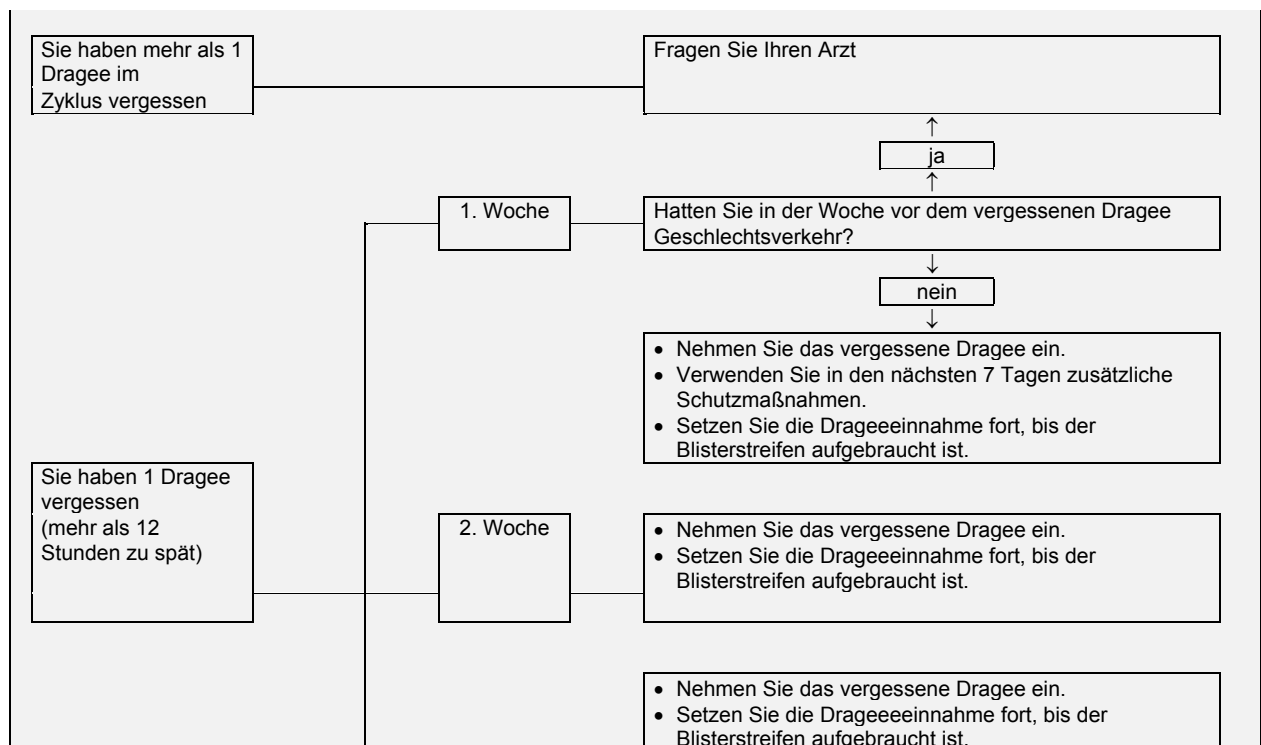 Sie haben mehr als 1
Dragee im
Zyklus vergessen
Fragen Sie Ihren Arzt
↑
ja
↑
1. Woche
Hatten Sie in der Woche vor dem vergessenen Dragee
Geschlechtsverkehr?
↓
nein
↓
• Nehmen Sie das vergessene Dragee ein.
• Verwenden Sie in den nächsten 7 Tagen zusätzliche
Schutzmaßnahmen.
• Setzen Sie die Drageeeinnahme fort, bis der
Blisterstreifen aufgebraucht ist.
Sie haben 1 Dragee
vergessen
(mehr als 12
Stunden zu spät)
2. Woche
• Nehmen Sie das vergessene Dragee ein.
• Setzen Sie die Drageeeinnahme fort, bis der
Blisterstreifen aufgebraucht ist.
• Nehmen Sie das vergessene Dragee ein.
• Setzen Sie die Drageeeeinnahme fort, bis der
Blisterstreifen aufgebraucht ist.